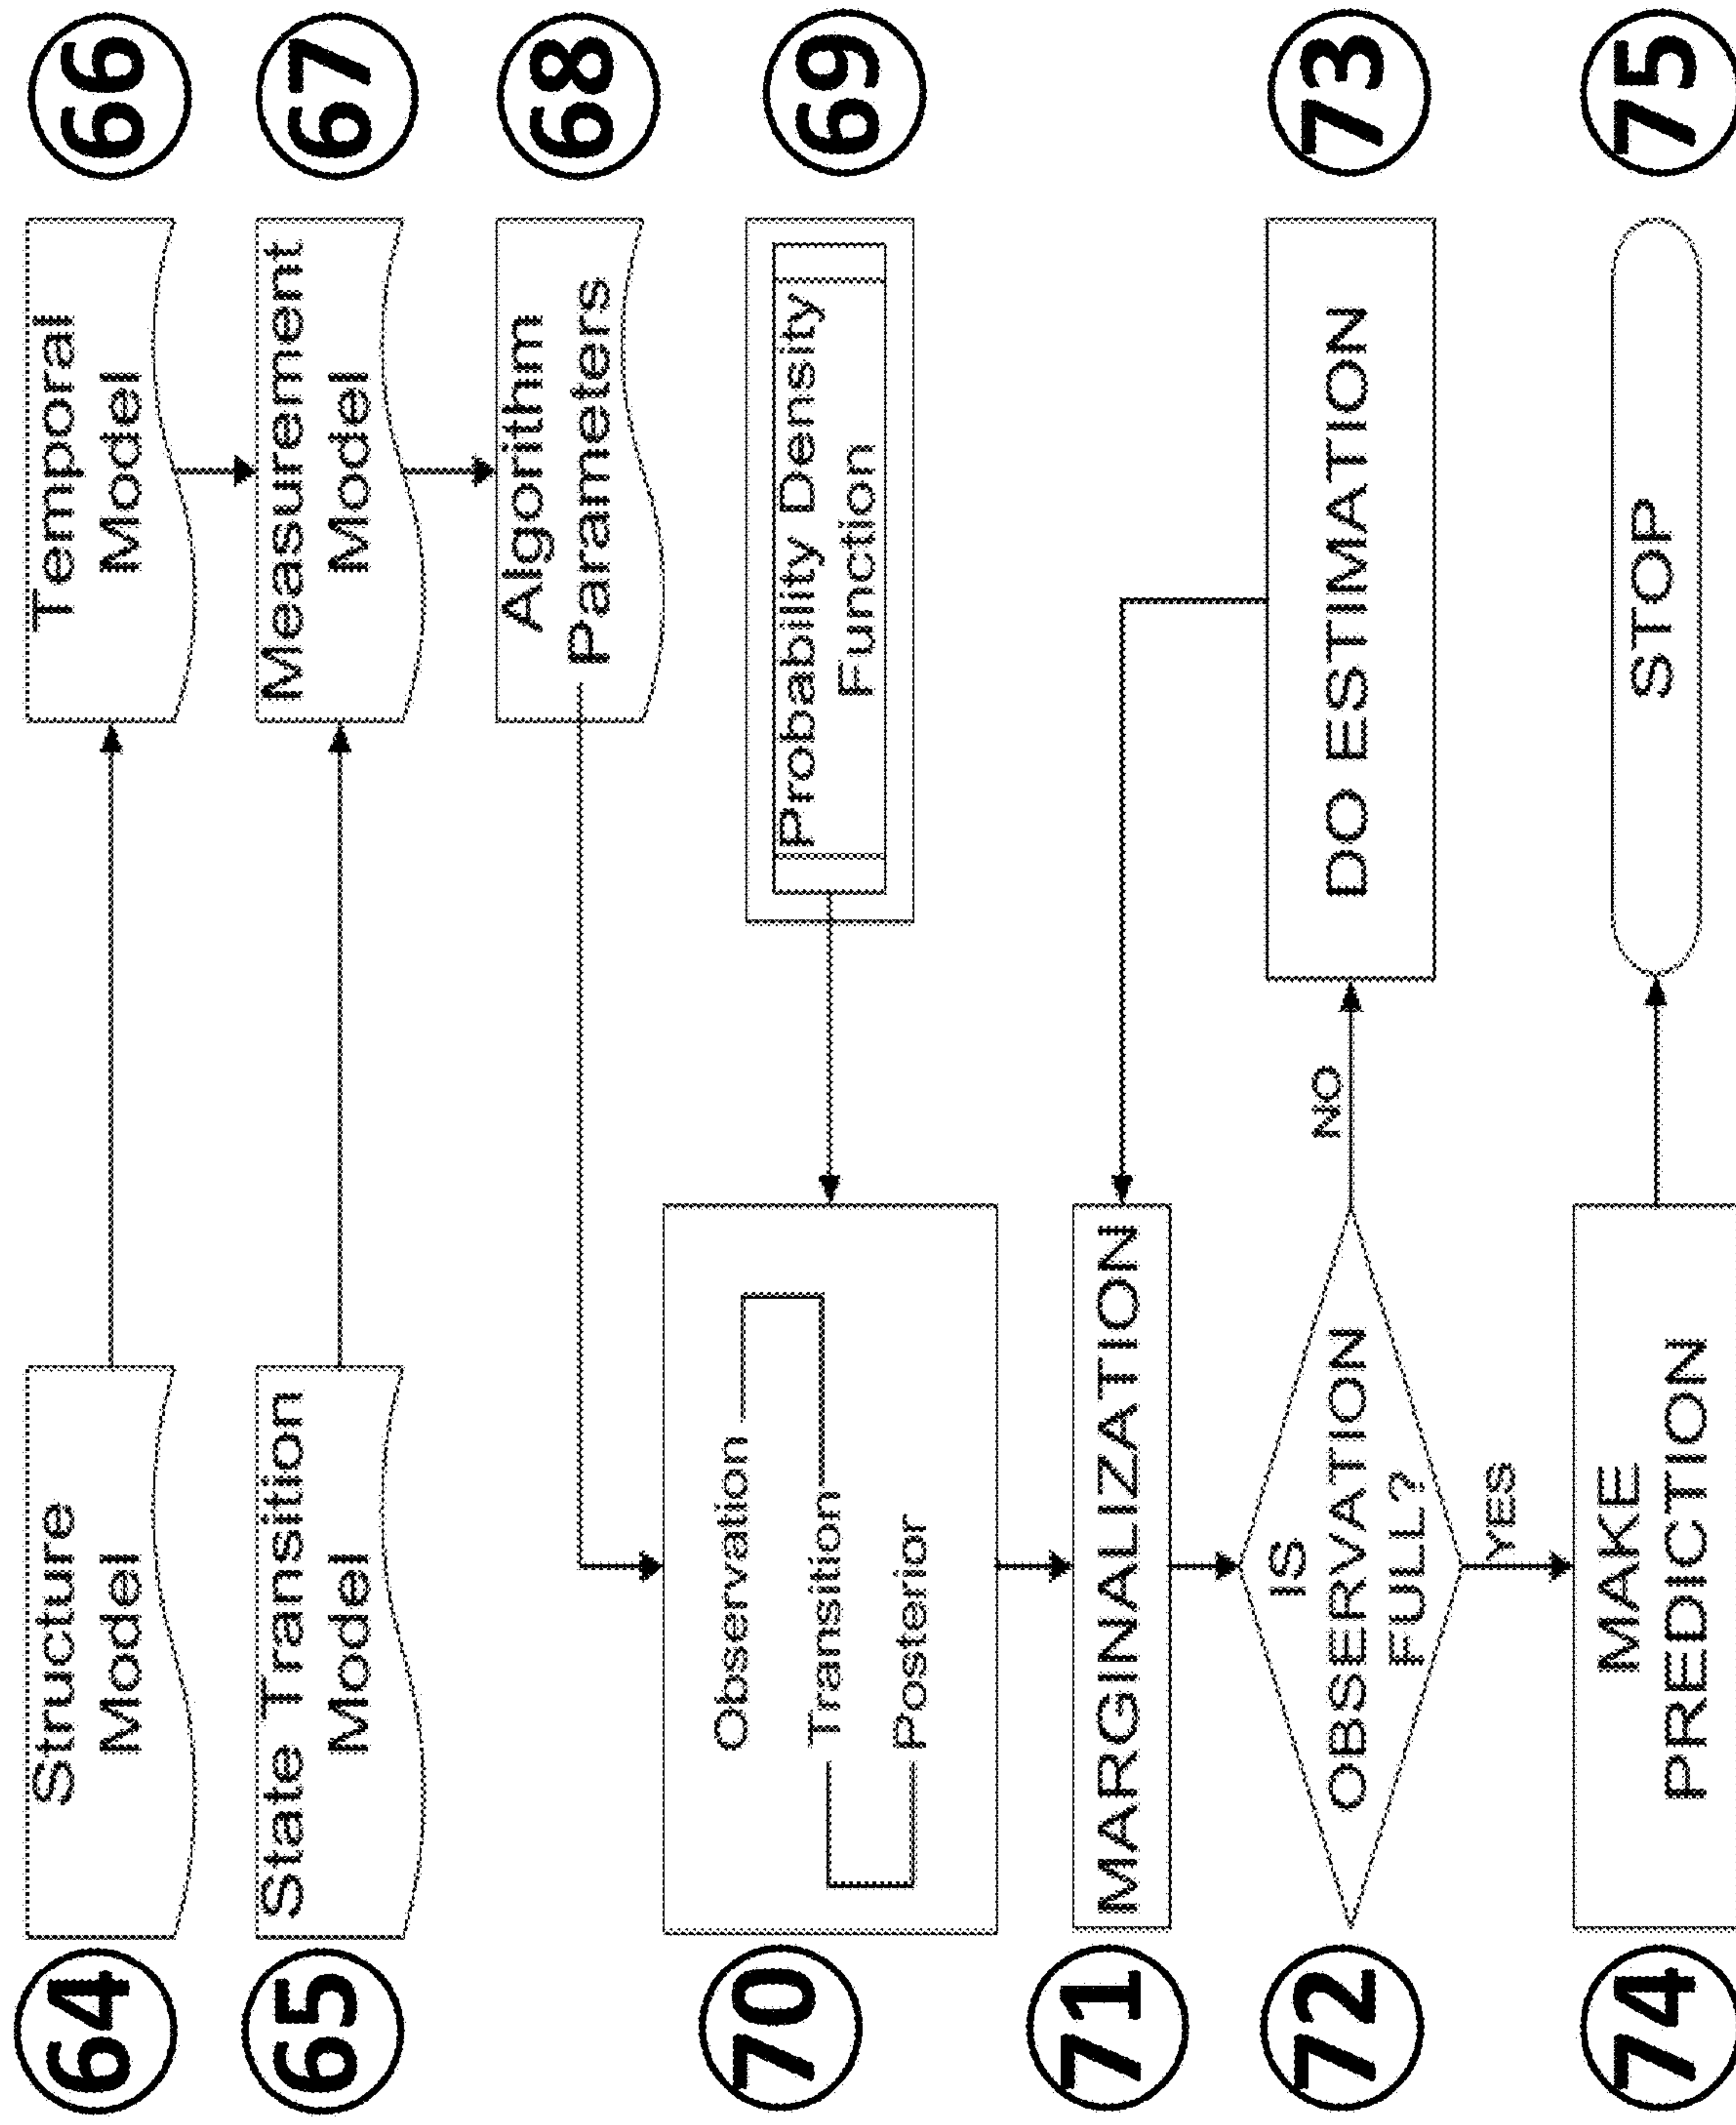 64
Structure
Model
Temporal
Model
66
65
State Transition
Model
Measurement
Model
67
Algorithm
Parameters
68
Probability Density
Function
69
70
Observation
Transition
Posterior
71
MARGINALIZATION
72
IS
OBSERVATION
FULL?
NO
DO ESTIMATION
73
YES
74
MAKE
PREDICTION
STOP
75